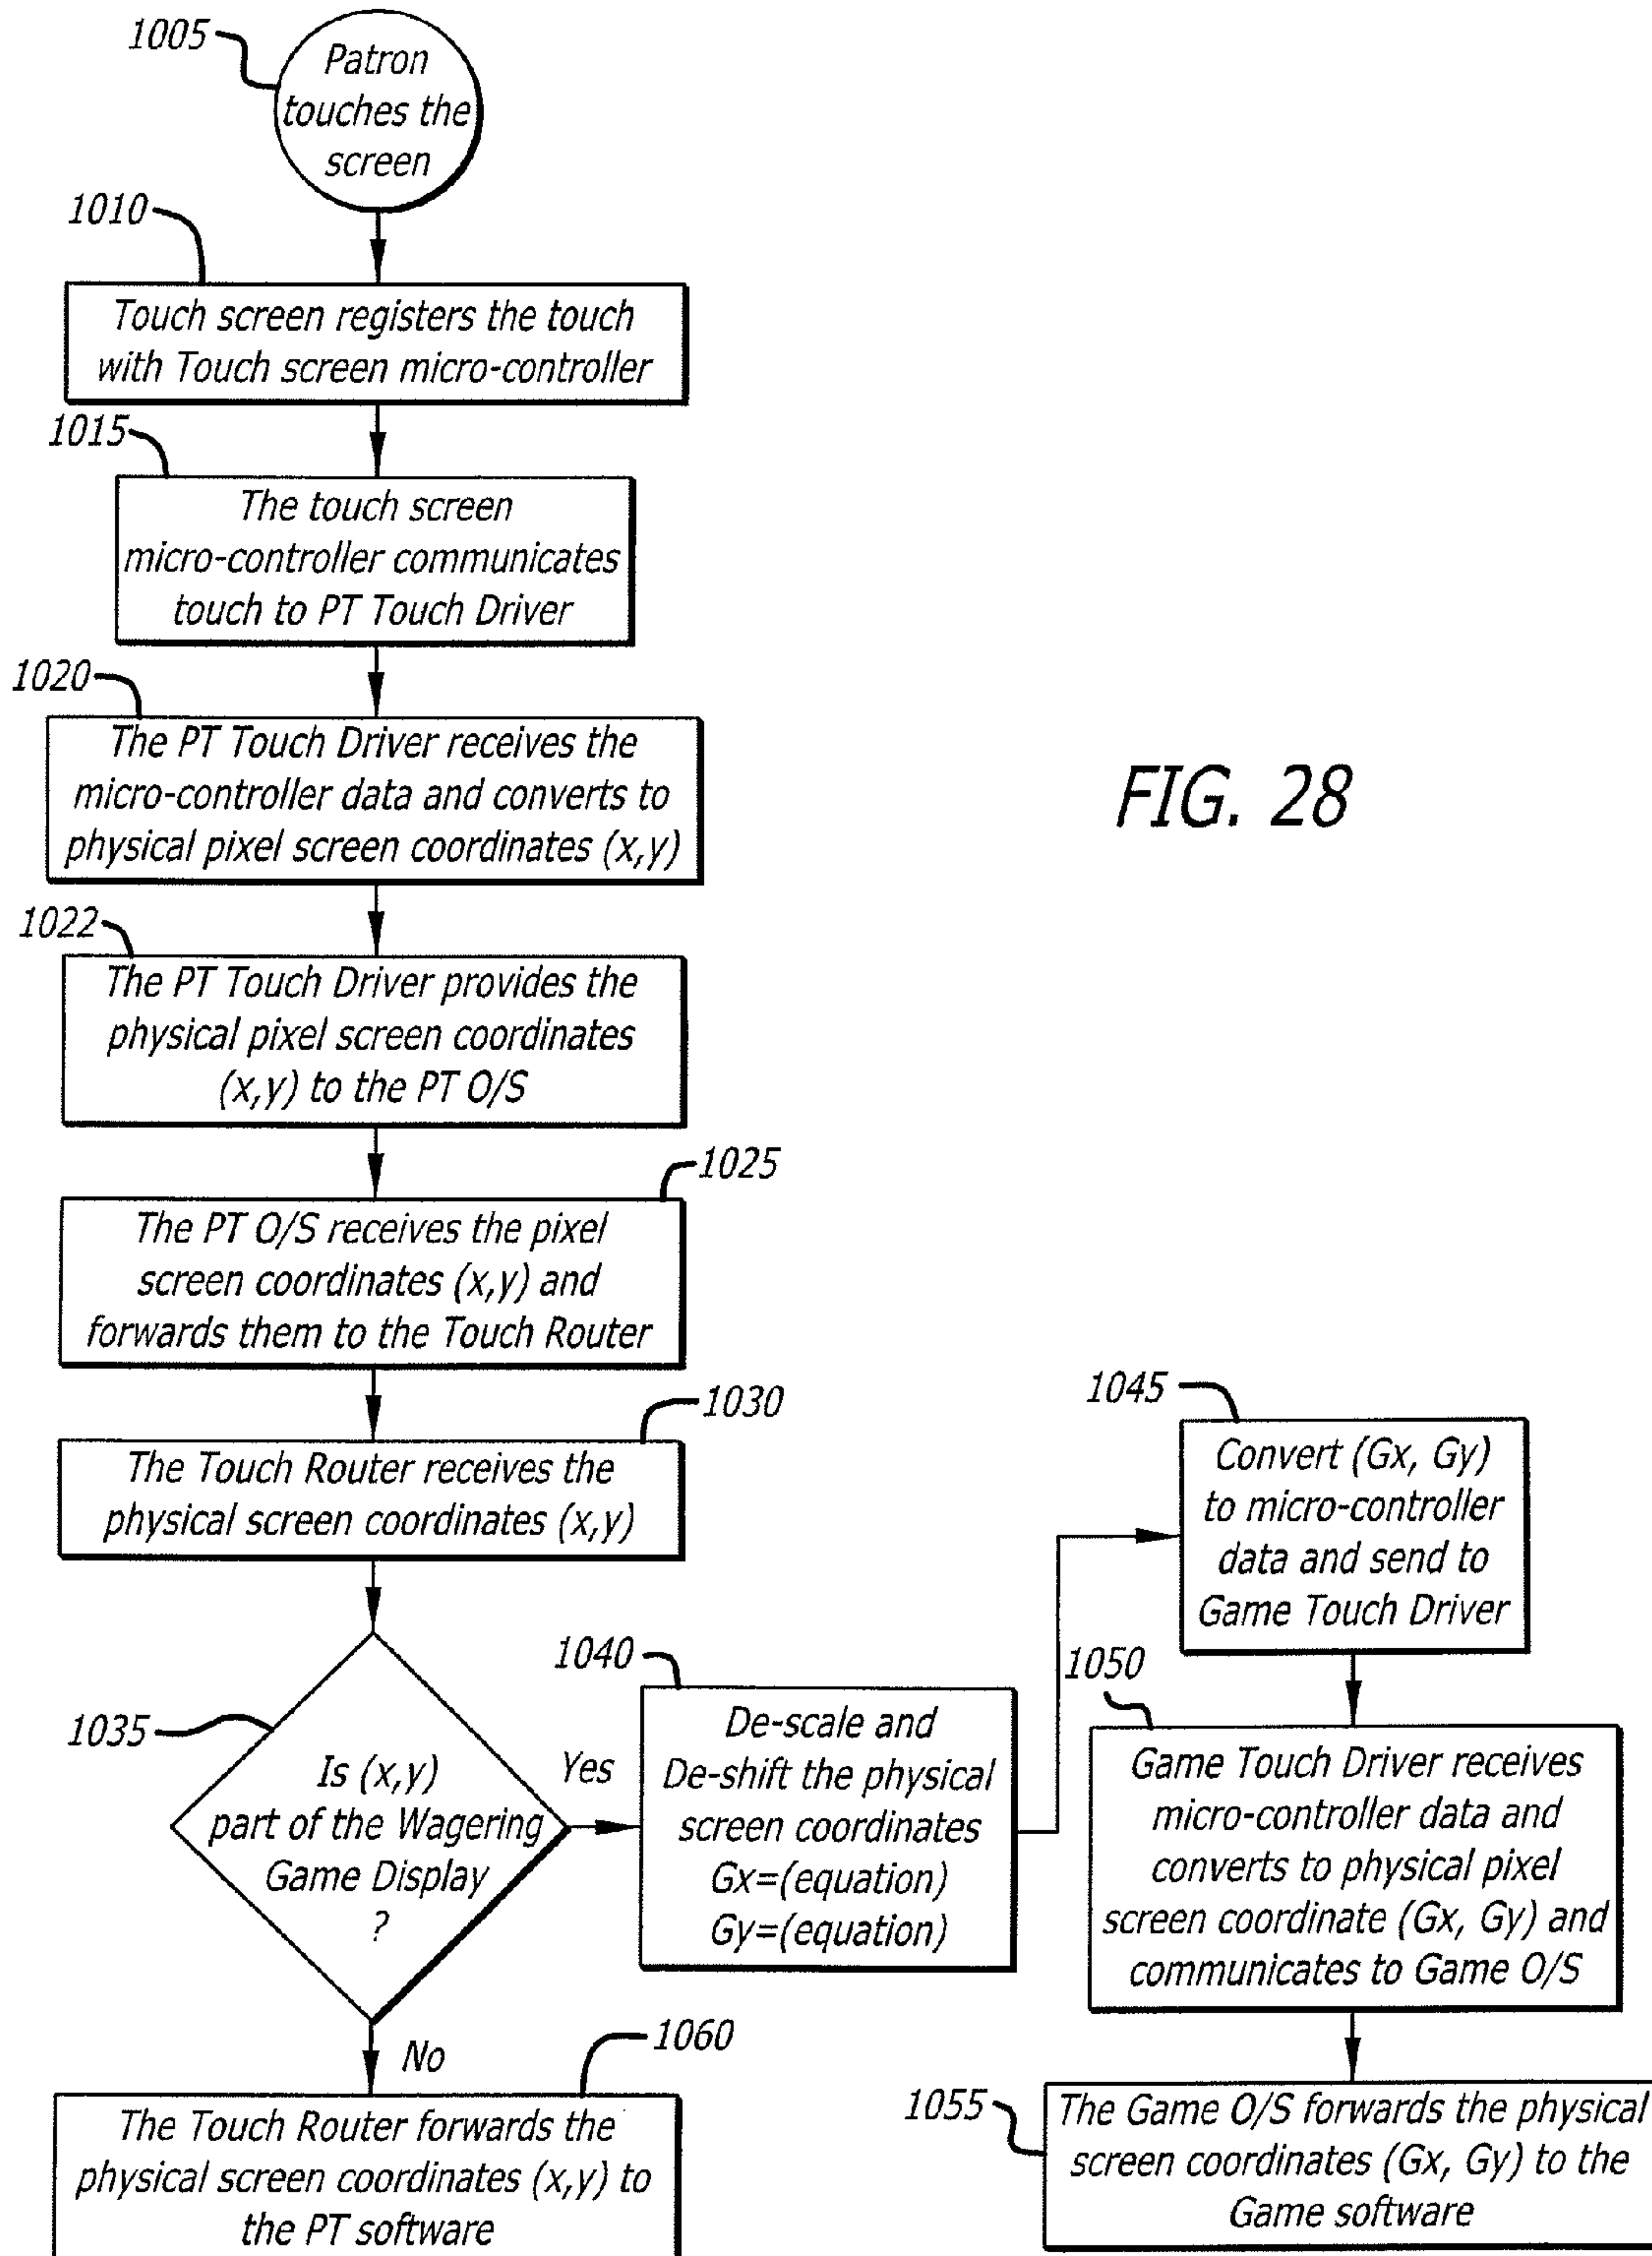 1005
Patron
touches the
screen
1010
Touch screen registers the touch
with Touch screen micro-controller
1015
The touch screen
micro-controller communicates
touch to PT Touch Driver
1020
The PT Touch Driver receives the
micro-controller data and converts to
physical pixel screen coordinates (x,y)
FIG. 28
1022
The PT Touch Driver provides the
physical pixel screen coordinates
(x,y) to the PT O/S
1025
The PT O/S receives the pixel
screen coordinates (x,y) and
forwards them to the Touch Router
1030
The Touch Router receives the
physical screen coordinates (x,y)
1035
Is (x,y)
part of the Wagering
Game Display
?
Yes
1040
De-scale and
De-shift the physical
screen coordinates
Gx=(equation)
Gy=(equation)
1045
Convert (Gx, Gy)
to micro-controller
data and send to
Game Touch Driver
1050
Game Touch Driver receives
micro-controller data and
converts to physical pixel
screen coordinate (Gx, Gy) and
communicates to Game O/S
1055
The Game O/S forwards the physical
screen coordinates (Gx, Gy) to the
Game software
No
1060
The Touch Router forwards the
physical screen coordinates (x,y) to
the PT software